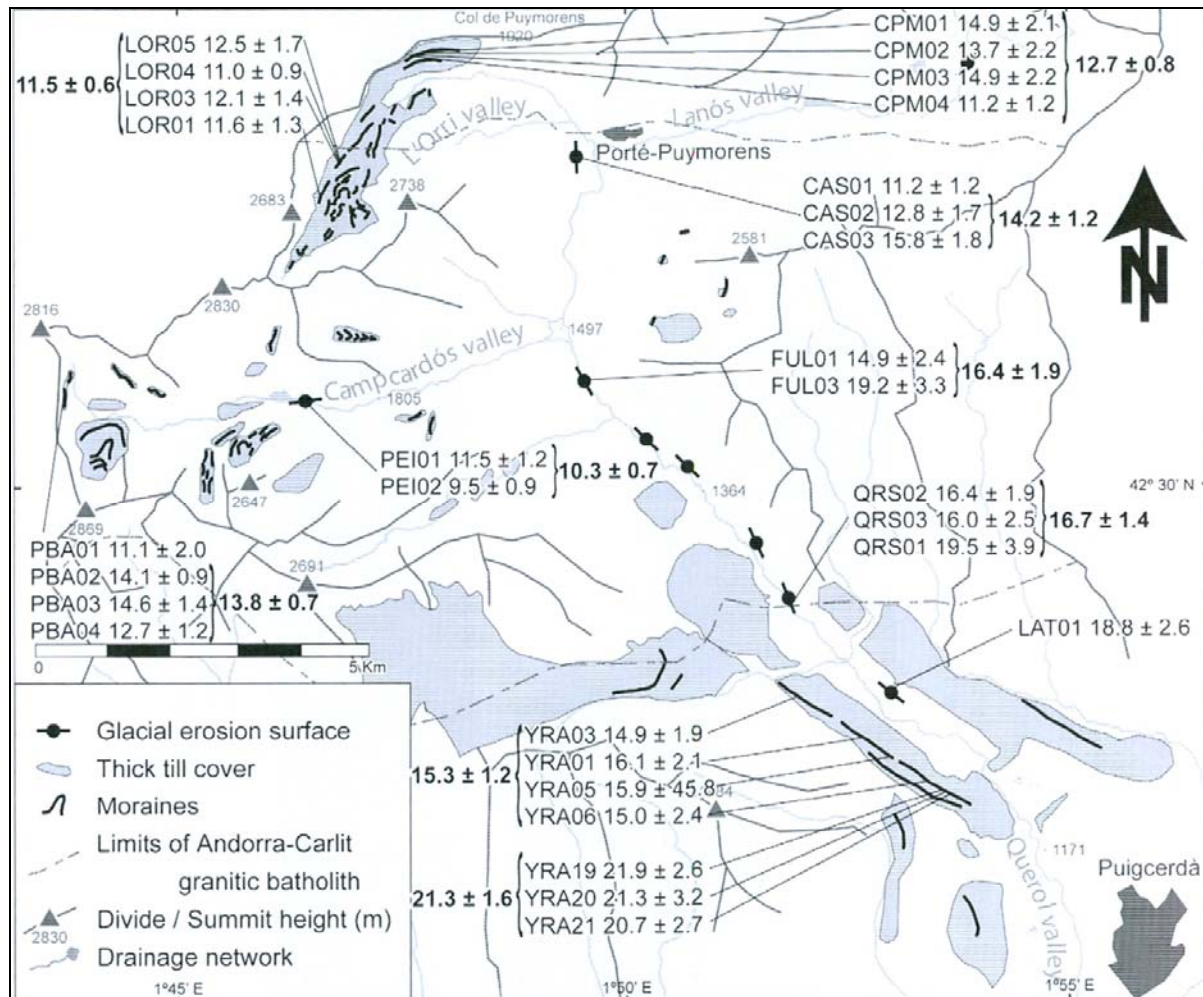 Col de Puymorens
1920
LOR05 12.5 ± 1.7
LOR04 11.0 ± 0.9
LOR03 12.1 ± 1.4
LOR01 11.6 ± 1.3
11.5 ± 0.6
CPM01 14.9 ± 2.1
CPM02 13.7 ± 2.2
CPM03 14.9 ± 2.2
CPM04 11.2 ± 1.2
12.7 ± 0.8
L'Orri valley
Lanós valley
Porté-Puymorens
CAS01 11.2 ± 1.2
CAS02 12.8 ± 1.7
CAS03 15.8 ± 1.8
14.2 ± 1.2
2683
2738
2581
2830
2816
N
1497
Campcardós valley
1805
FUL01 14.9 ± 2.4
FUL03 19.2 ± 3.3
16.4 ± 1.9
PEI01 11.5 ± 1.2
PEI02 9.5 ± 0.9
10.3 ± 0.7
2647
1364
42° 30' N
QRS02 16.4 ± 1.9
QRS03 16.0 ± 2.5
QRS01 19.5 ± 3.9
16.7 ± 1.4
2869
2691
PBA01 11.1 ± 2.0
PBA02 14.1 ± 0.9
PBA03 14.6 ± 1.4
PBA04 12.7 ± 1.2
13.8 ± 0.7
0 5 Km
LAT01 18.8 ± 2.6
Glacial erosion surface
Thick till cover
Moraines
Limits of Andorra-Carlit
granitic batholith
Divide / Summit height (m)
2830
Drainage network
YRA03 14.9 ± 1.9
YRA01 16.1 ± 2.1
YRA05 15.9 ± 45.8
YRA06 15.0 ± 2.4
15.3 ± 1.2
YRA19 21.9 ± 2.6
YRA20 21.3 ± 3.2
YRA21 20.7 ± 2.7
21.3 ± 1.6
Querol valley
1171
Puigcerdà
1°45' E
1°50' E
1°55' E